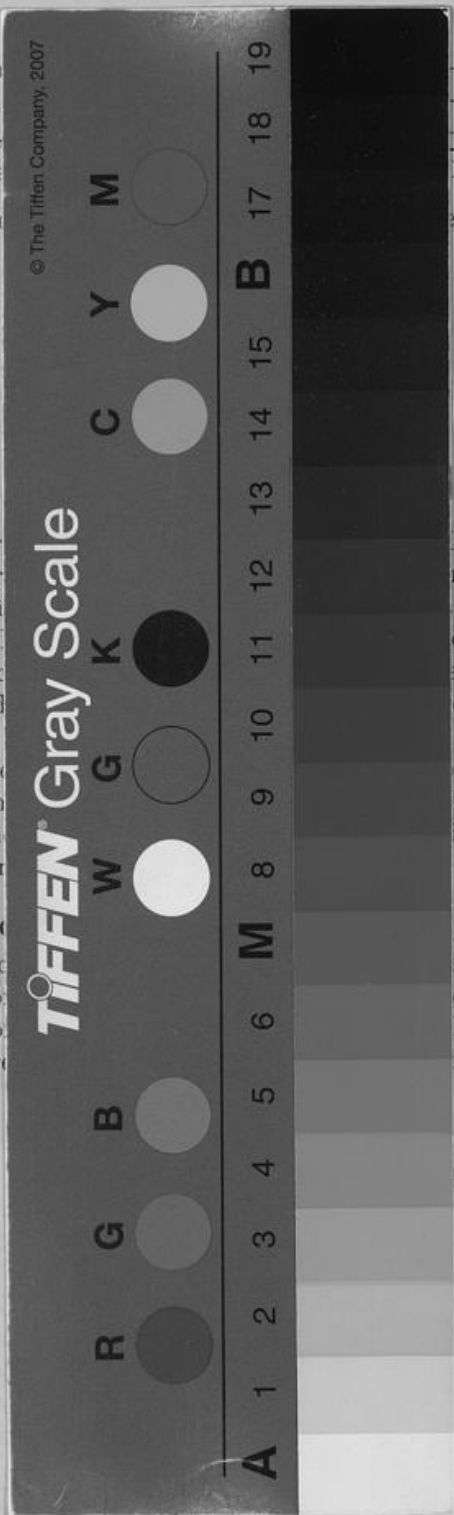 © The Tiffen Company, 2007
TIFFEN® Gray Scale
R G B W G K C Y M
A 1 2 3 4 5 6 M 8 9 10 11 12 13 14 15 B 17 18 19